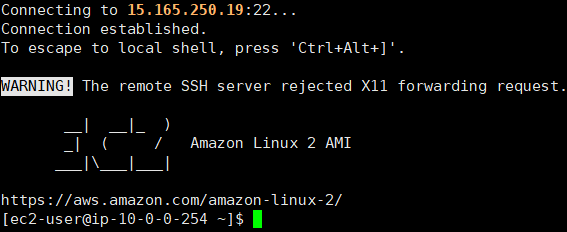 Connecting to 15.165.250.19:22...
Connection established.
To escape to local shell, press 'Ctrl+Alt+]'.
WARNING! The remote SSH server rejected X11 forwarding request.
       __|  __|_  )
       _|  (     /   Amazon Linux 2 AMI
      ___|\___|___|
https://aws.amazon.com/amazon-linux-2/
[ec2-user@ip-10-0-0-254 ~]$